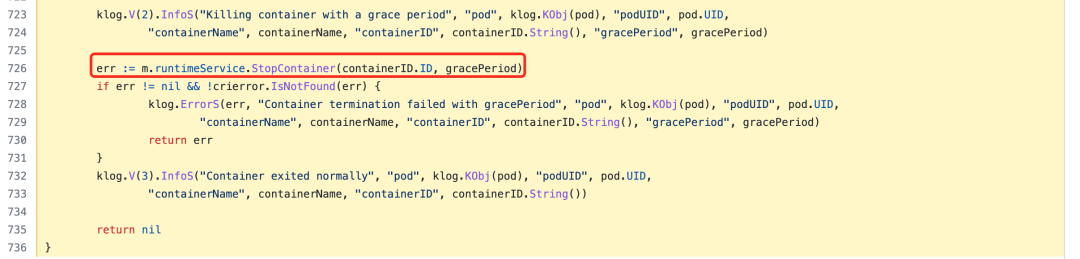 723 klog.V(2).InfoS("Killing container with a grace period", "pod", klog.KObj(pod), "podUID", pod.UID,
724 "containerName", containerName, "containerID", containerID.String(), "gracePeriod", gracePeriod)
725
726 err := m.runtimeService.StopContainer(containerID.ID, gracePeriod)
727 if err != nil && !crierror.IsNotFound(err) {
728 klog.ErrorS(err, "Container termination failed with gracePeriod", "pod", klog.KObj(pod), "podUID", pod.UID,
729 "containerName", containerName, "containerID", containerID.String(), "gracePeriod", gracePeriod)
730 return err
731 }
732 klog.V(3).InfoS("Container exited normally", "pod", klog.KObj(pod), "podUID", pod.UID,
733 "containerName", containerName, "containerID", containerID.String())
734
735 return nil
736 }